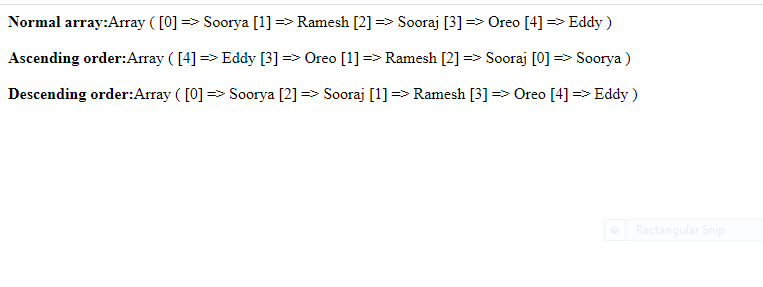 Normal array:Array ( [0] => Soorya [1] => Ramesh [2] => Sooraj [3] => Oreo [4] => Eddy )
Ascending order:Array ( [4] => Eddy [3] => Oreo [1] => Ramesh [2] => Sooraj [0] => Soorya )
Descending order:Array ( [0] => Soorya [2] => Sooraj [1] => Ramesh [3] => Oreo [4] => Eddy )
Rectangular Snip